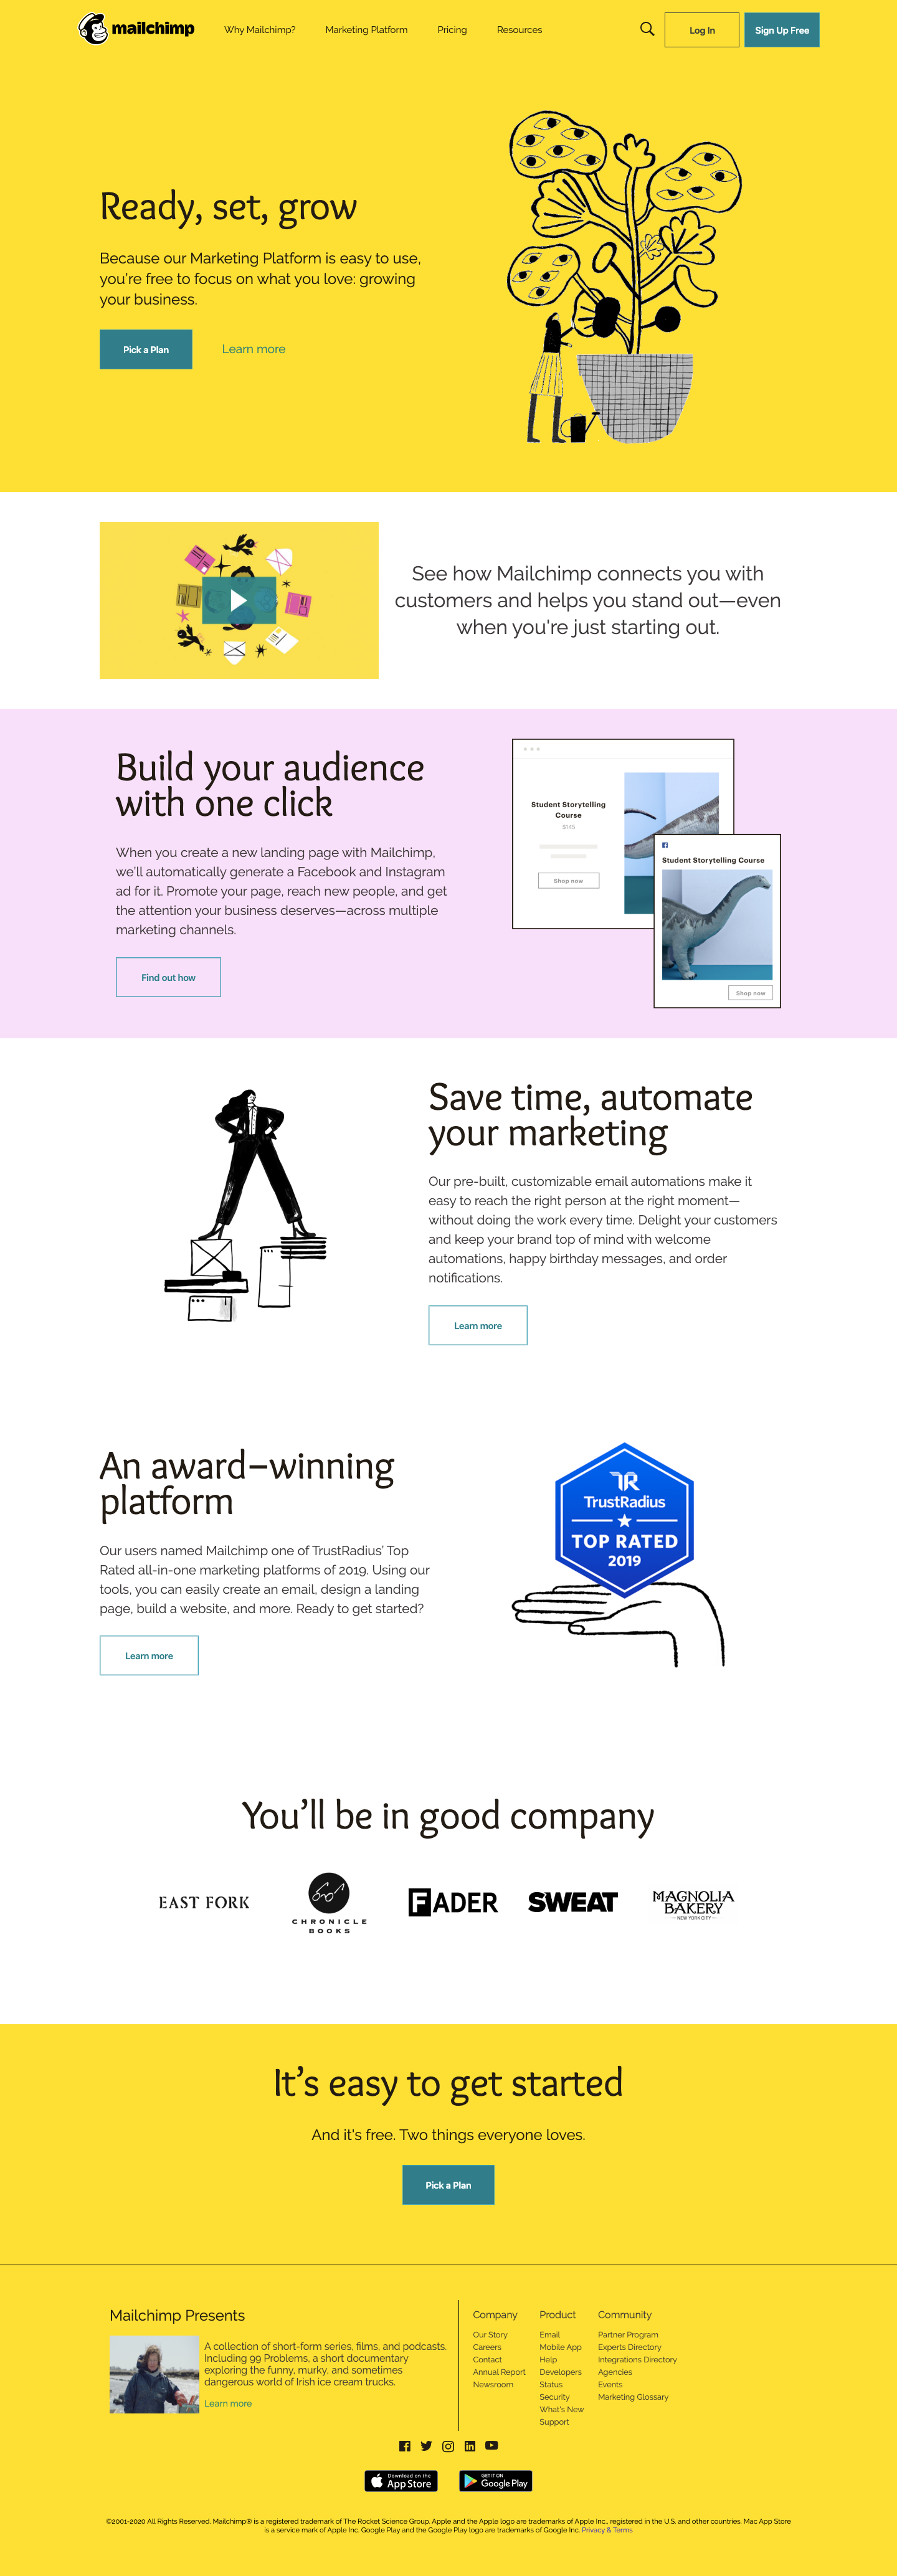 mailchimp
Why Mailchimp?
Marketing Platform
Pricing
Resources
Log In
Sign Up Free
Ready, set, grow
Because our Marketing Platform is easy to use,
you're free to focus on what you love: growing
your business.
Pick a Plan
Learn more
See how Mailchimp connects you with
customers and helps you stand out—even
when you're just starting out.
Build your audience
with one click
When you create a new landing page with Mailchimp,
we'll automatically generate a Facebook and Instagram
ad for it. Promote your page, reach new people, and get
the attention your business deserves—across multiple
marketing channels.
Find out how
Student Storytelling
Course
$145
Shop now
Student Storytelling Course
Shop now
Save time, automate
your marketing
Our pre-built, customizable email automations make it
easy to reach the right person at the right moment—
without doing the work every time. Delight your customers
and keep your brand top of mind with welcome
automations, happy birthday messages, and order
notifications.
Learn more
An award–winning
platform
Our users named Mailchimp one of TrustRadius' Top
Rated all-in-one marketing platforms of 2019. Using our
tools, you can easily create an email, design a landing
page, build a website, and more. Ready to get started?
Learn more
TR
TrustRadius
TOP RATED
2019
You'll be in good company
EAST FORK
CHRONICLE
BOOKS
FADER
SWEAT
MAGNOLIA
BAKERY
NEW YORK CITY
It's easy to get started
And it's free. Two things everyone loves.
Pick a Plan
Mailchimp Presents
A collection of short-form series, films, and podcasts.
Including 99 Problems, a short documentary
exploring the funny, murky, and sometimes
dangerous world of Irish ice cream trucks.
Learn more
Company
Our Story
Careers
Contact
Annual Report
Newsroom
Product
Email
Mobile App
Help
Developers
Status
Security
What's New
Support
Community
Partner Program
Experts Directory
Integrations Directory
Agencies
Events
Marketing Glossary
Download on the
App Store
GET IT ON
Google Play
©2001-2020 All Rights Reserved. Mailchimp® is a registered trademark of The Rocket Science Group. Apple and the Apple logo are trademarks of Apple Inc., registered in the U.S. and other countries. Mac App Store
is a service mark of Apple Inc. Google Play and the Google Play logo are trademarks of Google Inc. Privacy & Terms